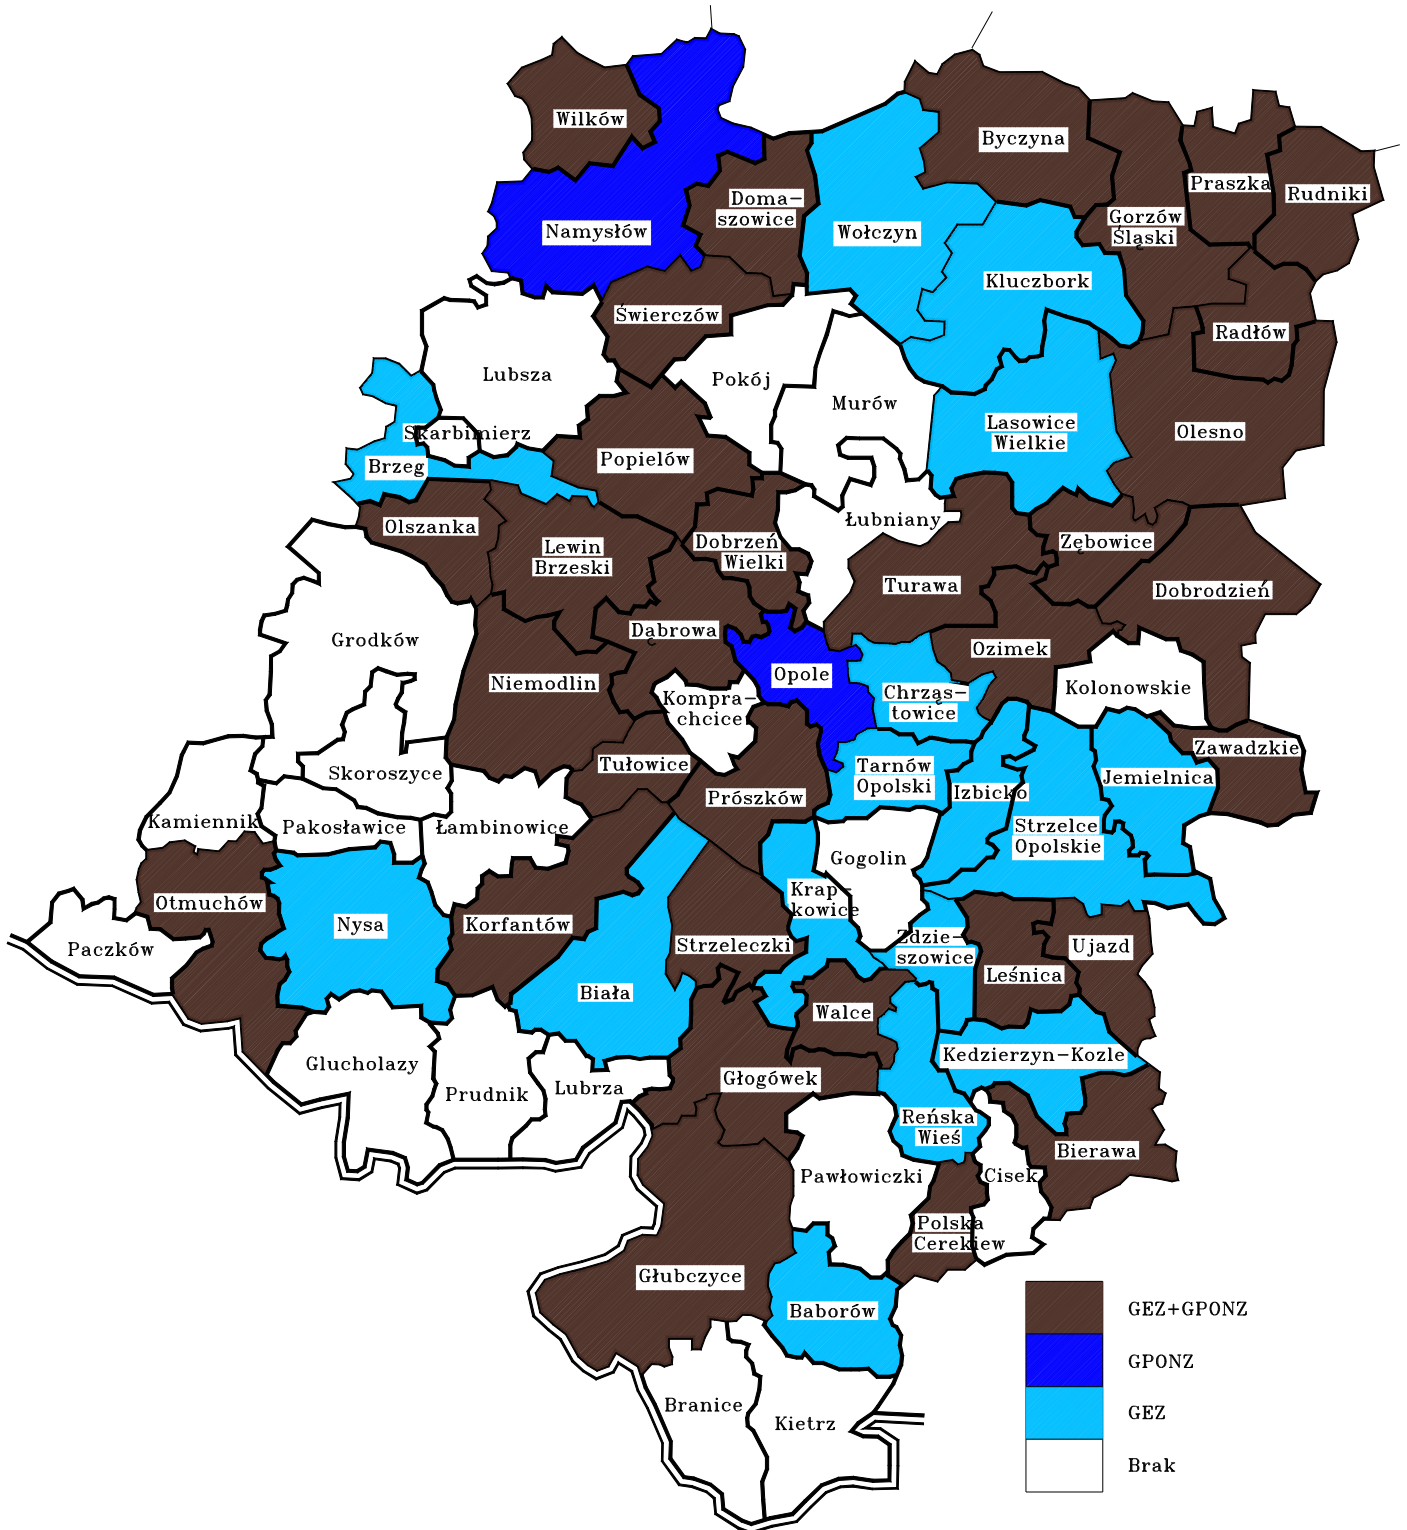 Wilków
Byczyna
Praszka
Rudniki
Doma-
szowice
Namysłów
Wołczyn
Gorzów
Śląski
Kluczbork
Świerczów
Radłów
Lubsza
Pokój
Murów
Lasowice
Wielkie
Olesno
Skarbimierz
Brzeg
Popielów
Olszanka
Łubniany
Lewin
Brzeski
Dobrzeń
Wielki
Zębowice
Turawa
Dobrodzień
Grodków
Dąbrowa
Ozimek
Niemodlin
Opole
Kolonowskie
Kompra-
chcice
Chrząs-
towice
Zawadzkie
Skoroszyce
Tułowice
Tarnów
Opolski
Jemielnica
Izbicko
Prószków
Kamiennik
Pakosławice
Łambinowice
Strzelce
Opolskie
Gogolin
Otmuchów
Krap-
kowice
Nysa
Korfantów
Paczków
Strzeleczki
Zdzie-
szowice
Ujazd
Leśnica
Biała
Walce
Glucholazy
Kedzierzyn-Kozle
Głogówek
Lubrza
Prudnik
Reńska
Wieś
Bierawa
Pawłowiczki
Cisek
Polska
Cerekiew
Głubczyce
Baborów
Branice
Kietrz
GEZ+GPONZ
GPONZ
GEZ
Brak